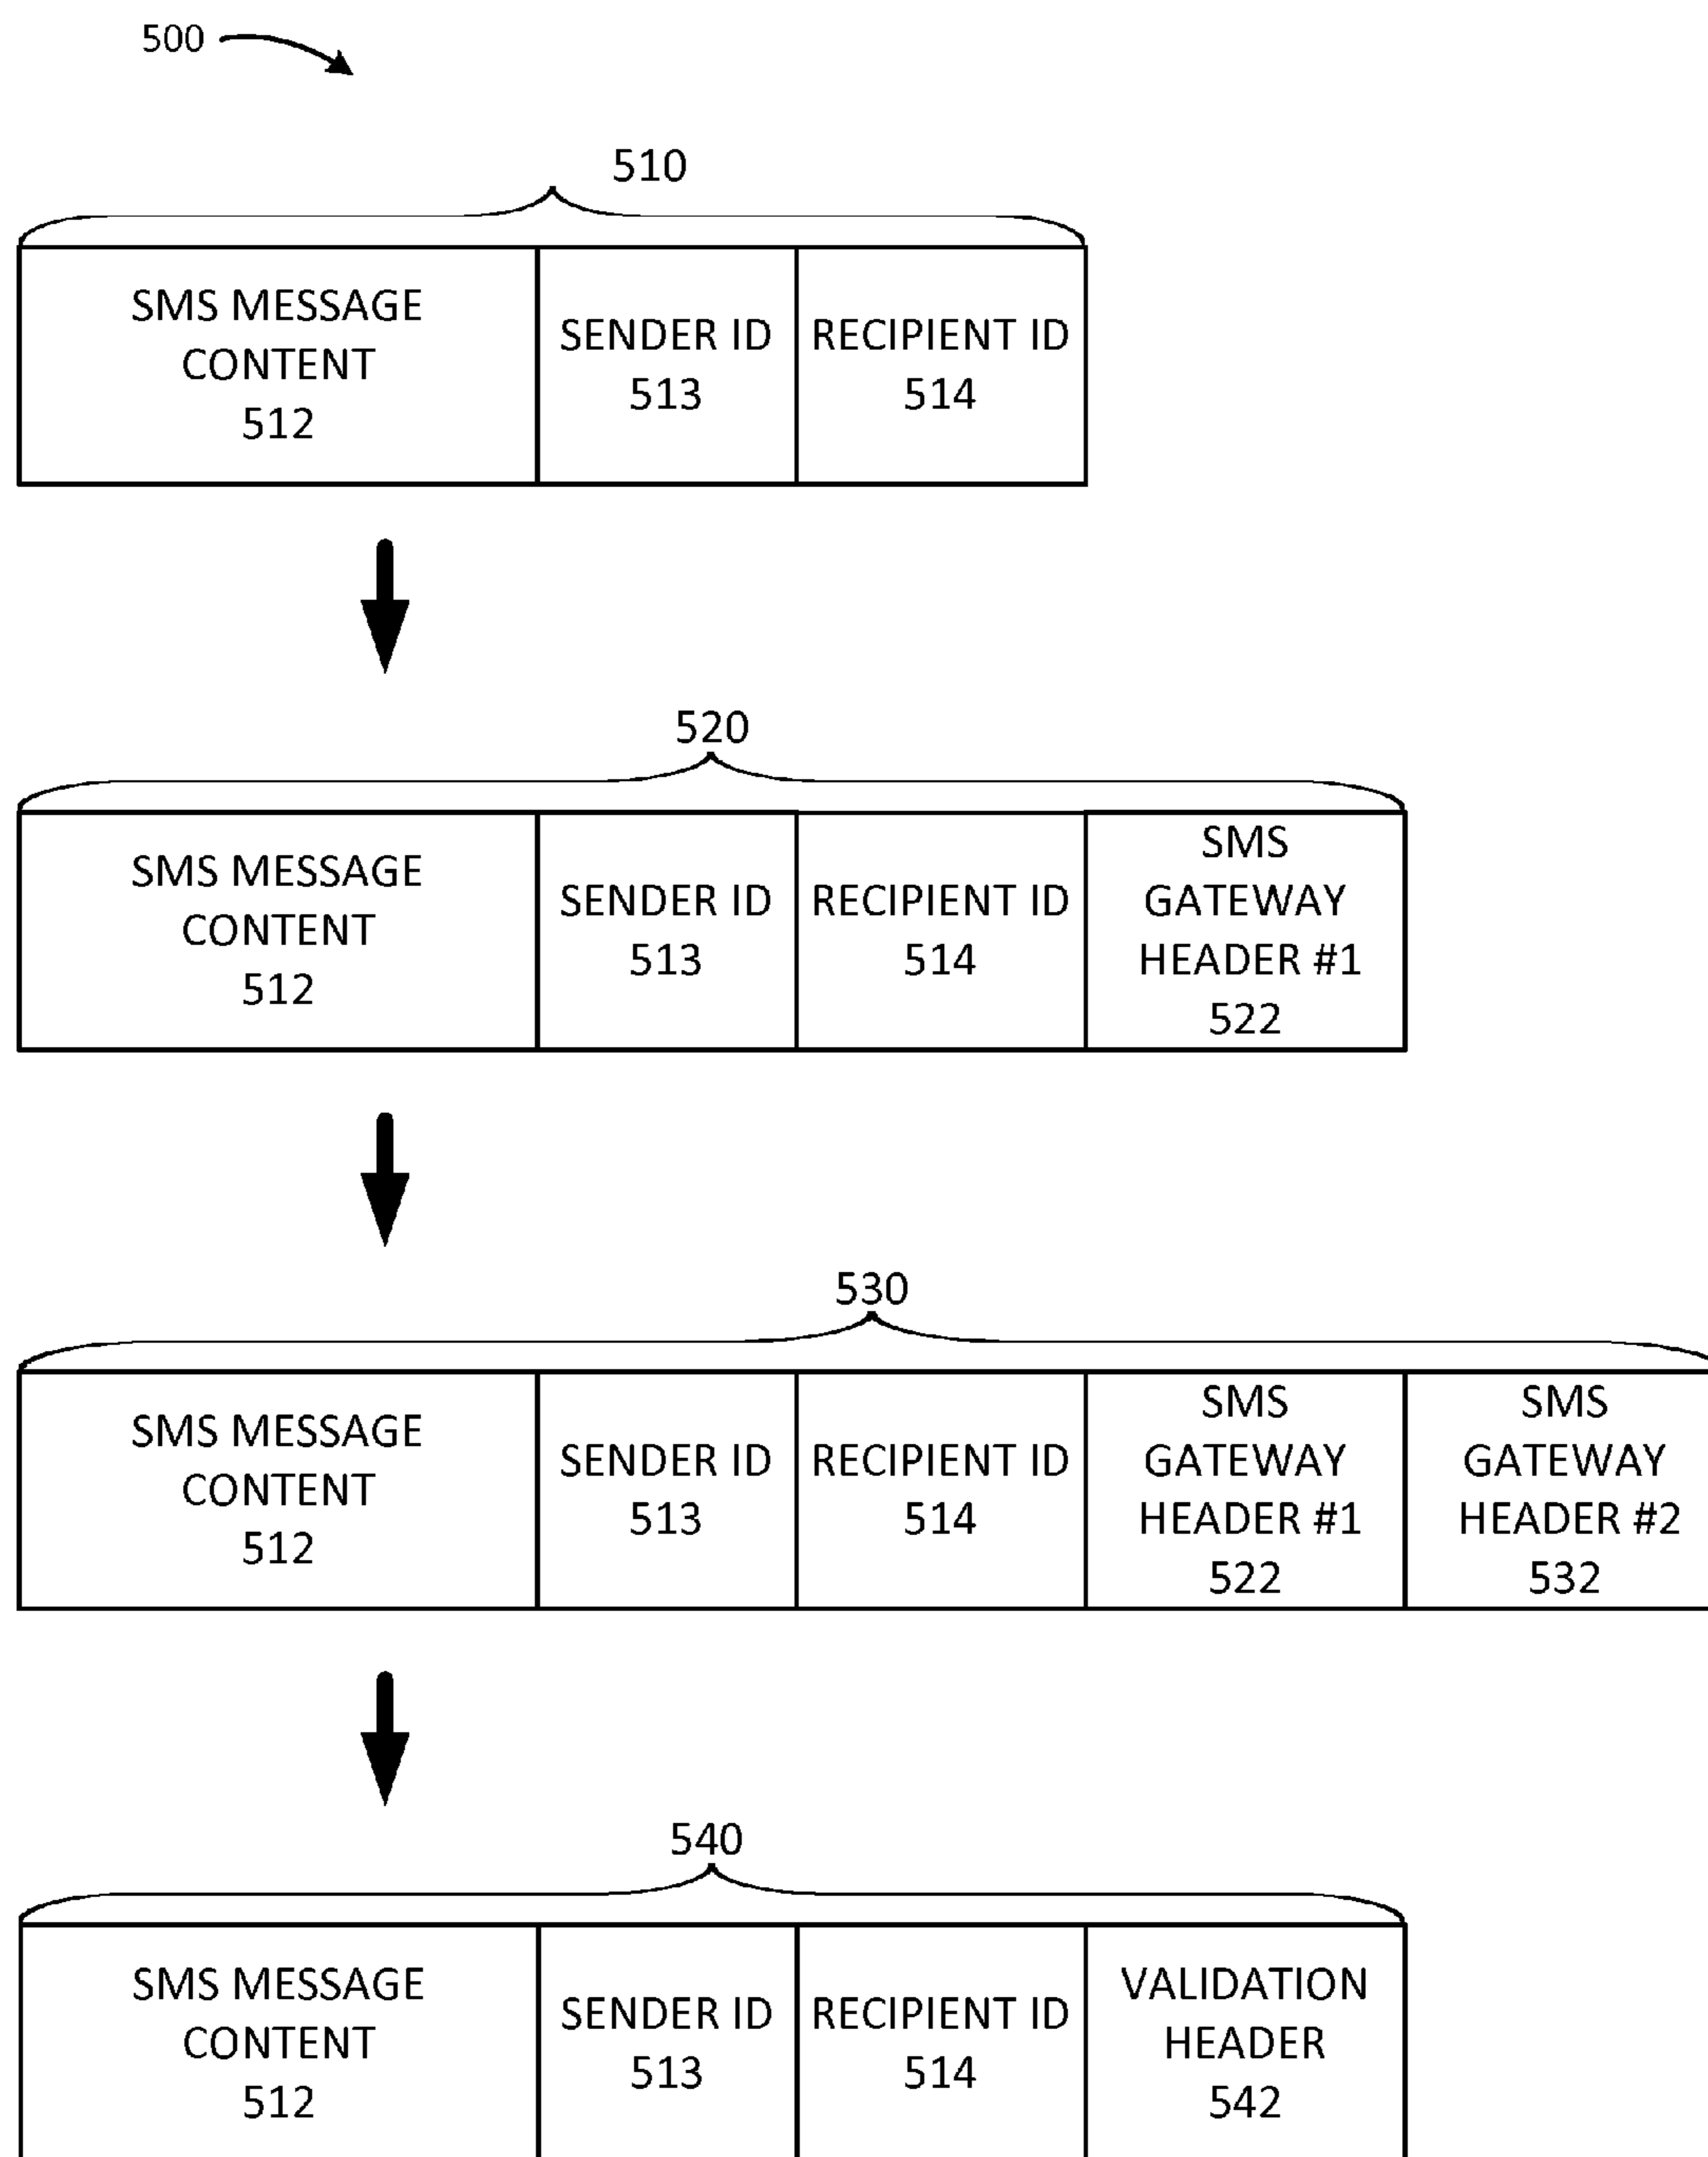 500
510
SMS MESSAGE
CONTENT
512
SENDER ID
513
RECIPIENT ID
514
520
SMS MESSAGE
CONTENT
512
SENDER ID
513
RECIPIENT ID
514
SMS
GATEWAY
HEADER #1
522
530
SMS MESSAGE
CONTENT
512
SENDER ID
513
RECIPIENT ID
514
SMS
GATEWAY
HEADER #1
522
SMS
GATEWAY
HEADER #2
532
540
SMS MESSAGE
CONTENT
512
SENDER ID
513
RECIPIENT ID
514
VALIDATION
HEADER
542